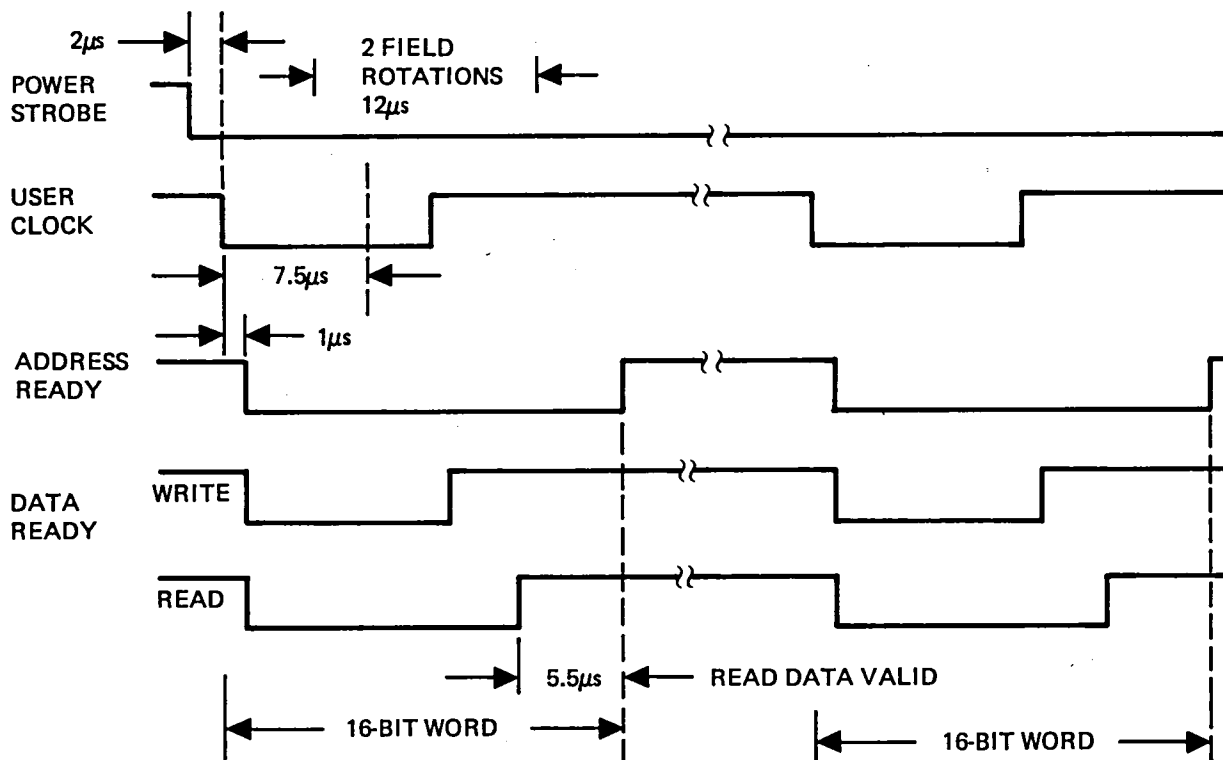 2μs
2 FIELD
ROTATIONS
12μs
POWER
STROBE
USER
CLOCK
7.5μs
1μs
ADDRESS
READY
WRITE
DATA
READY
READ
5.5μs
READ DATA VALID
16-BIT WORD
16-BIT WORD